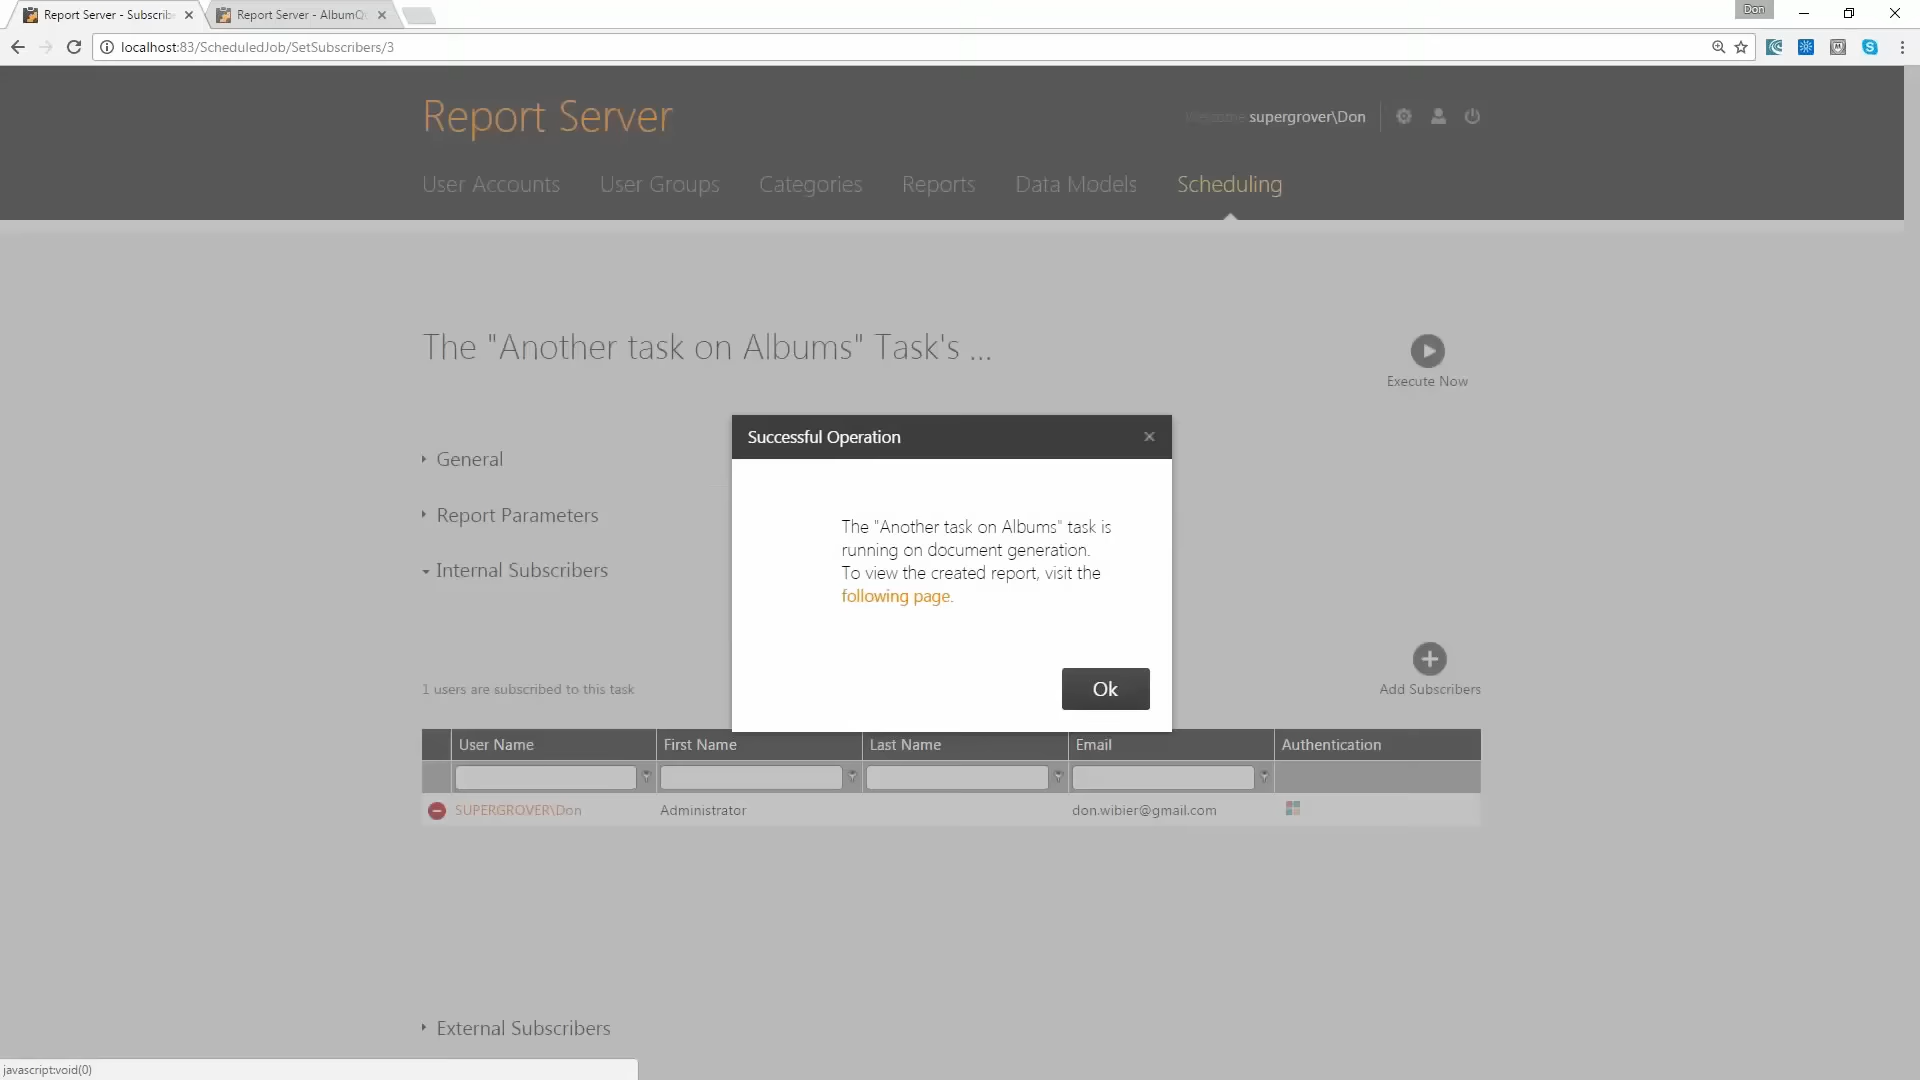 Report Server - Subscribe
Report Server - AlbumQu
Don
localhost:83/ScheduledJob/SetSubscribers/3
Report Server
Welcome supergrover\Don
User Accounts
User Groups
Categories
Reports
Data Models
Scheduling
The "Another task on Albums" Task's ...
Execute Now
General
Report Parameters
Internal Subscribers
Successful Operation
The "Another task on Albums" task is
running on document generation.
To view the created report, visit the
following page.
Ok
1 users are subscribed to this task
Add Subscribers
User Name
First Name
Last Name
Email
Authentication
SUPERGROVER\Don
Administrator
don.wibier@gmail.com
External Subscribers
javascript:void(0)